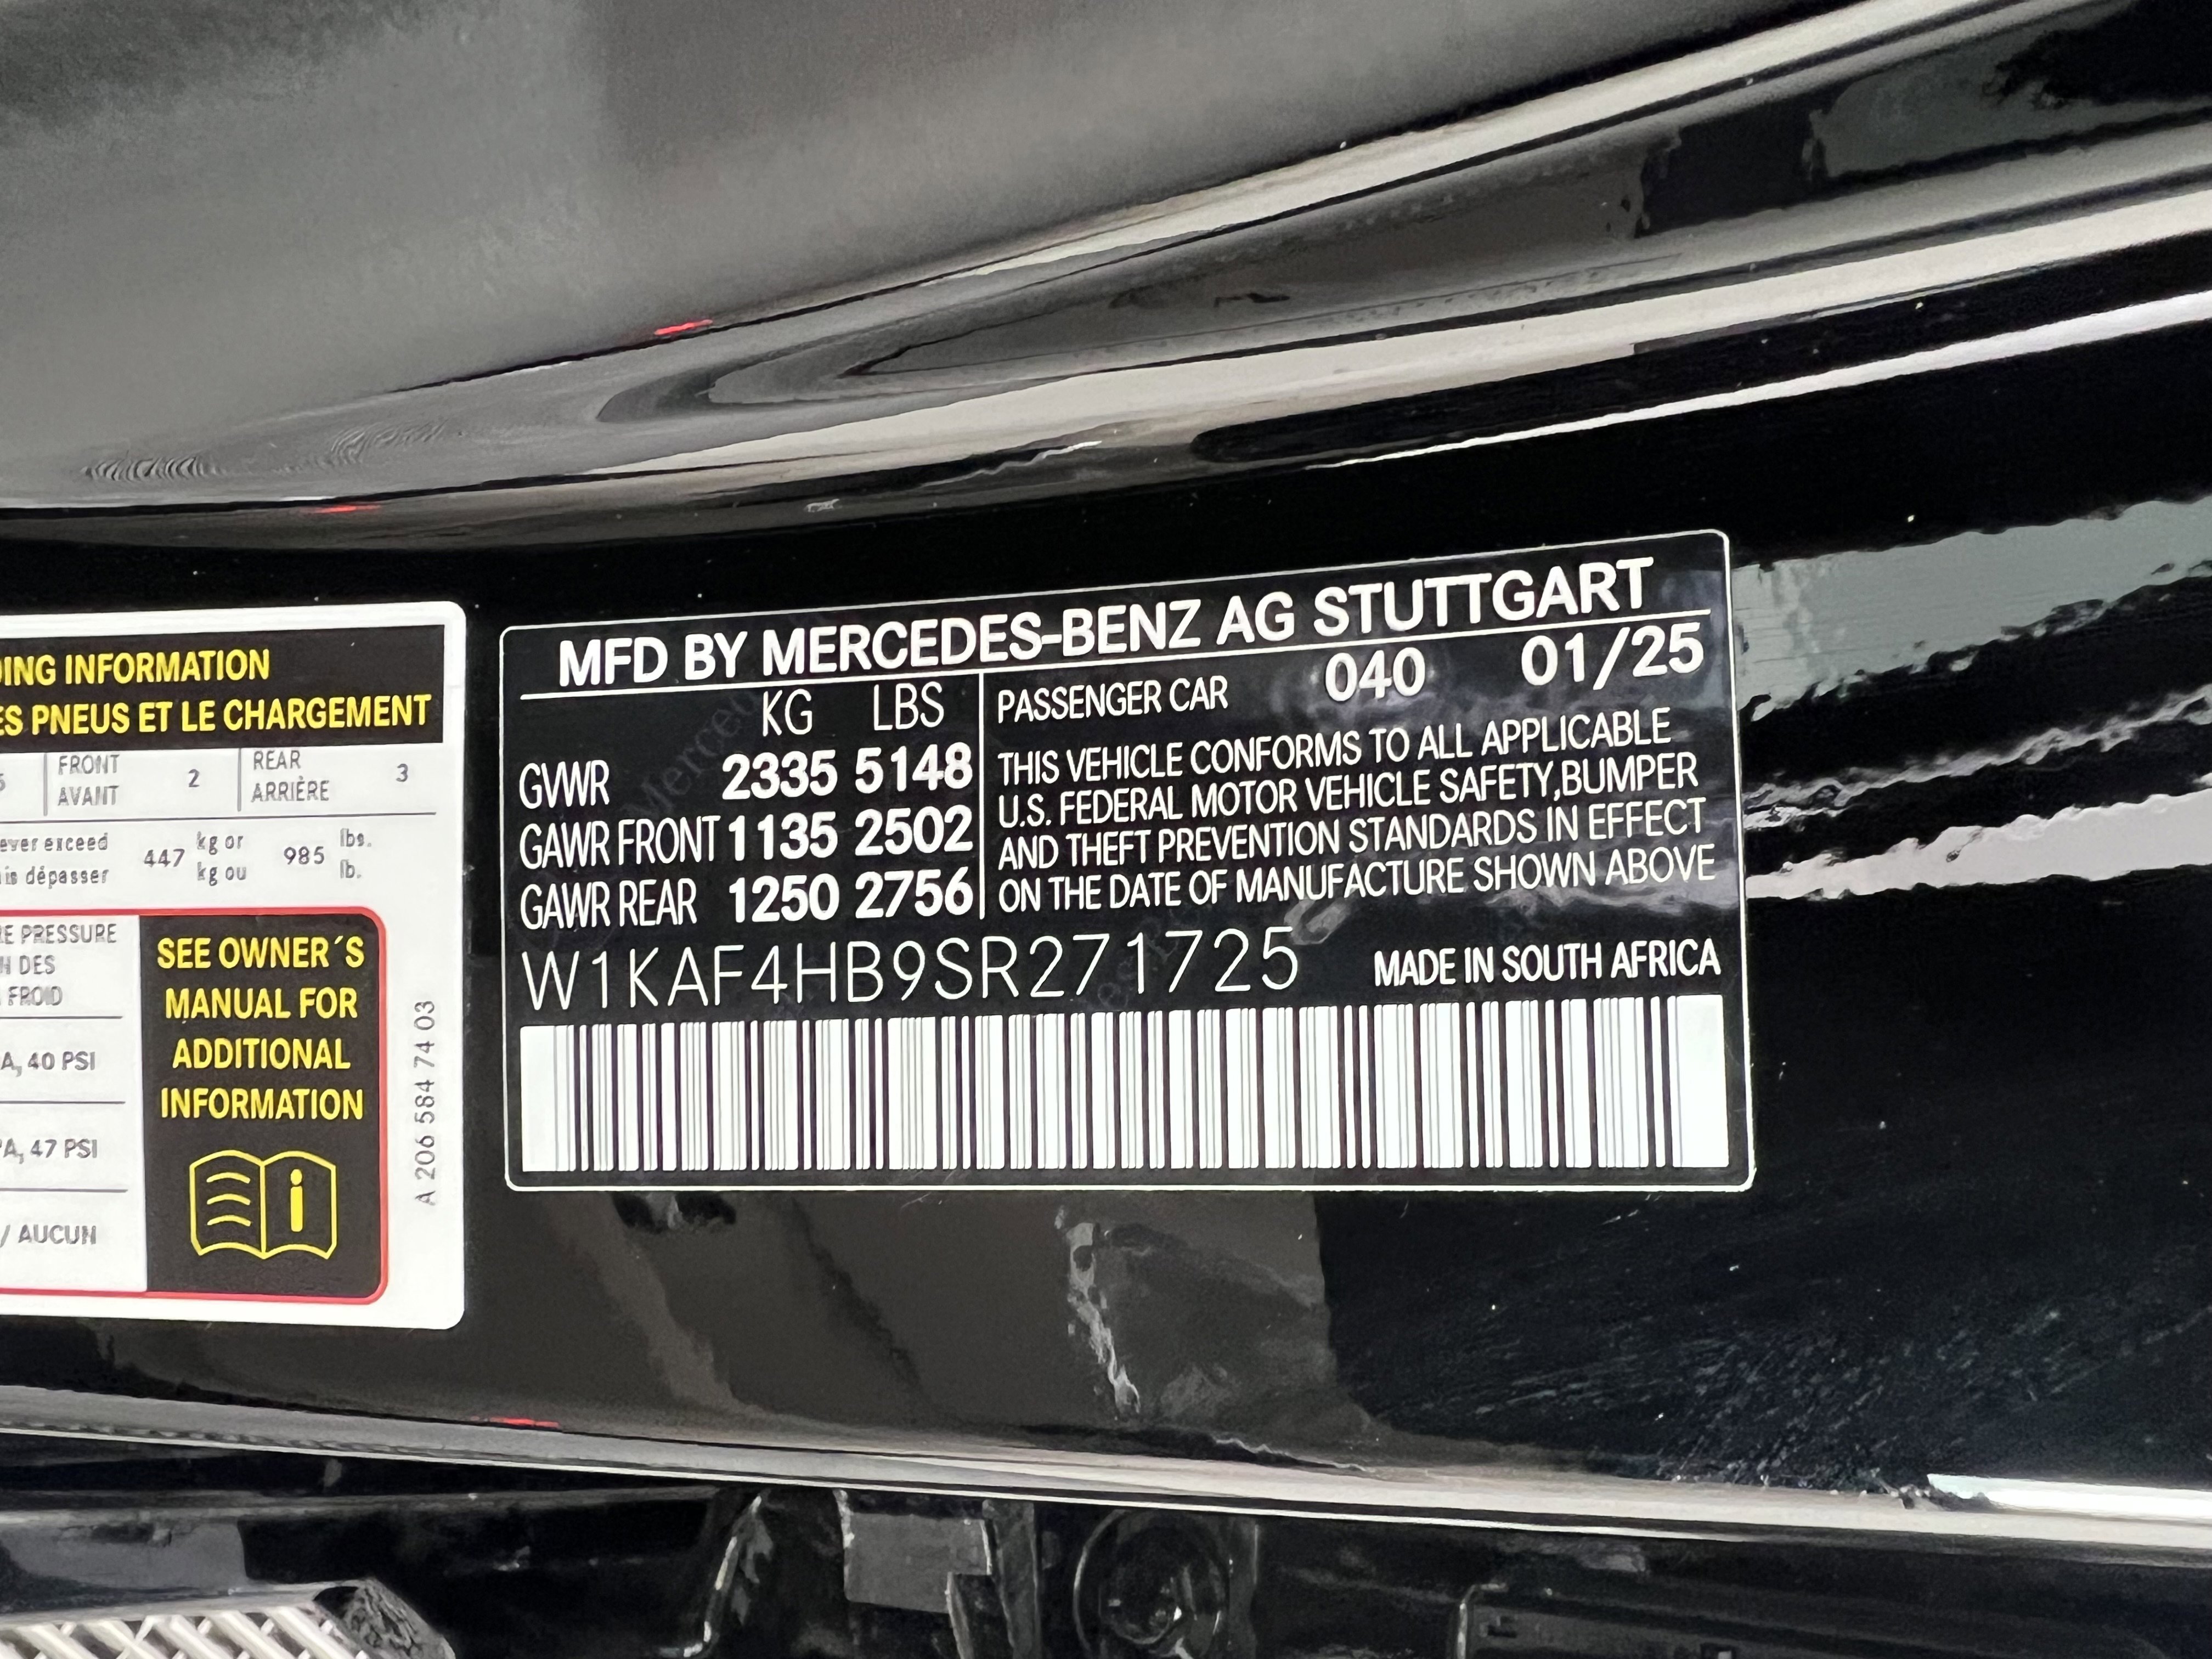 ING INFORMATION
ES PNEUS ET LE CHARGEMENT
FRONT
AVANT
2
REAR
ARRIÈRE
3
ever exceed
is dépasser
447
kg or
kg ou
985
lbs.
lb.
E PRESSURE
DES
FROID
A, 40 PSI
A, 47 PSI
/ AUCUN
SEE OWNER´S
MANUAL FOR
ADDITIONAL
INFORMATION
i
A 206 584 74 03
MFD BY MERCEDES-BENZ AG STUTTGART
KG LBS
GVWR 2335 5148
GAWR FRONT 1135 2502
GAWR REAR 1250 2756
PASSENGER CAR 040 01/25
THIS VEHICLE CONFORMS TO ALL APPLICABLE
U.S. FEDERAL MOTOR VEHICLE SAFETY,BUMPER
AND THEFT PREVENTION STANDARDS IN EFFECT
ON THE DATE OF MANUFACTURE SHOWN ABOVE
W1KAF4HB9SR271725 MADE IN SOUTH AFRICA